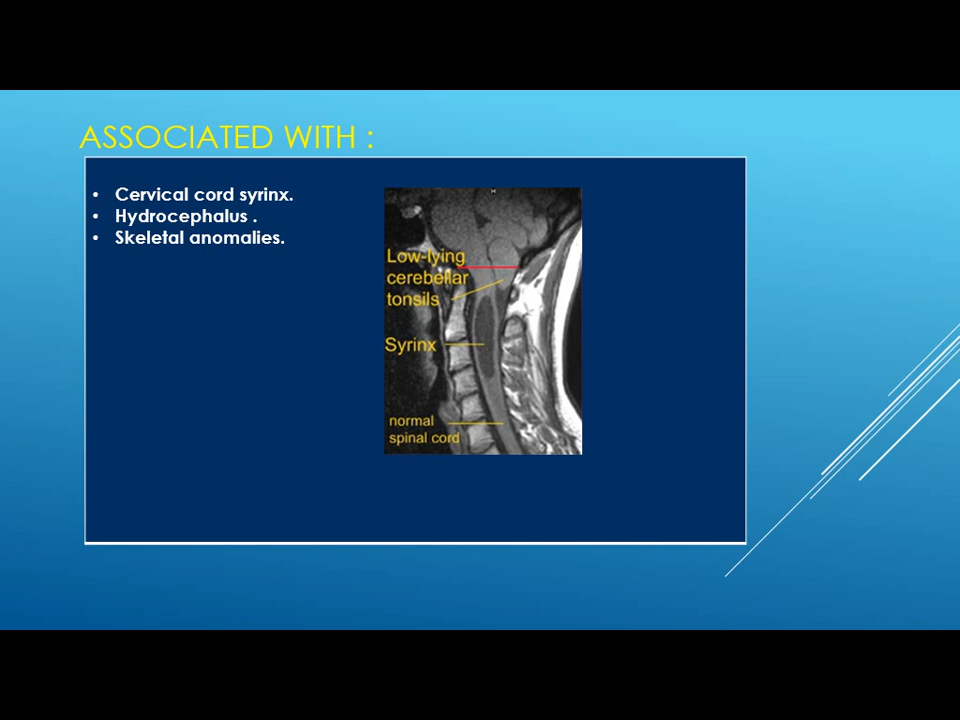 ASSOCIATED WITH :
• Cervical cord syrinx.
• Hydrocephalus .
• Skeletal anomalies.
H
Low-lying
cerebellar
tonsils
Syrinx
normal
spinal cord